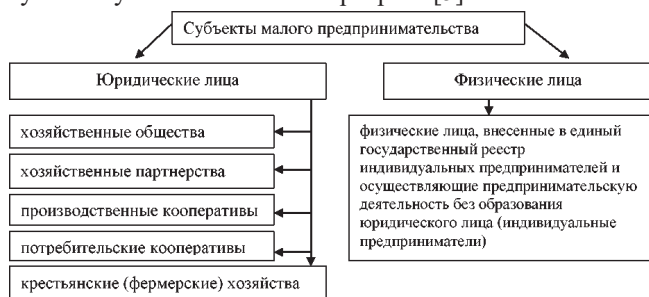 Субъекты малого предпринимательства
Юридические лица
Физические лица
хозяйственные общества
хозяйственные партнерства
производственные кооперативы
потребительские кооперативы
крестьянские (фермерские) хозяйства
физические лица, внесенные в единый
государственный реестр
индивидуальных предпринимателей и
осуществляющие предпринимательскую
деятельность без образования
юридического лица (индивидуальные
предприниматели)